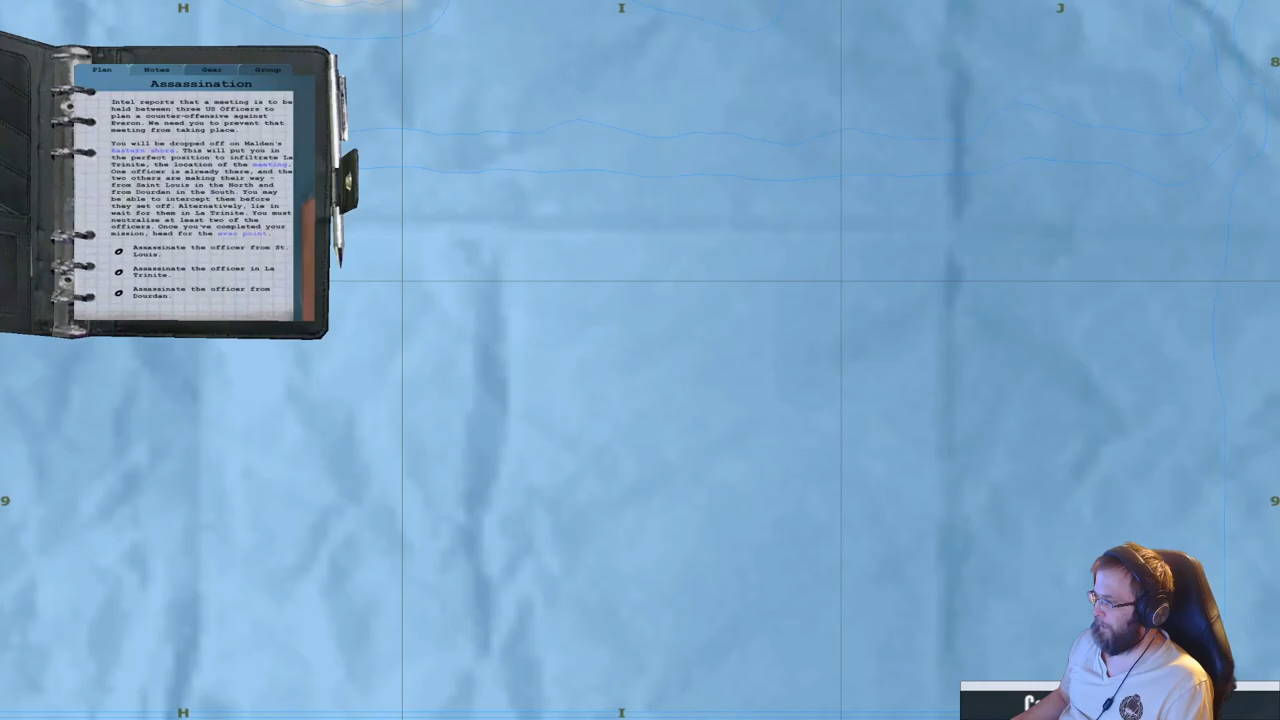 H I J
8
Plan Notes Gear Group
Assassination
Intel reports that a meeting is to be
held between three US Officers to
plan a counter-offensive against
Everon. We need you to prevent that
meeting from taking place.
You will be dropped off on Malden's
Eastern shore. This will put you in
the perfect position to infiltrate La
Trinite, the location of the meeting.
One officer is already there, and the
two others are making their way -
from Saint Louis in the North and
from Dourdan in the South. You may
be able to intercept them before
they set off. Alternatively, lie in
wait for them in La Trinite. You must
neutralize at least two of the
officers. Once you've completed your
mission, head for the evac point.
Assassinate the officer from St.
Louis.
Assassinate the officer in La
Trinite.
Assassinate the officer from
Dourdan.
9 9
H I